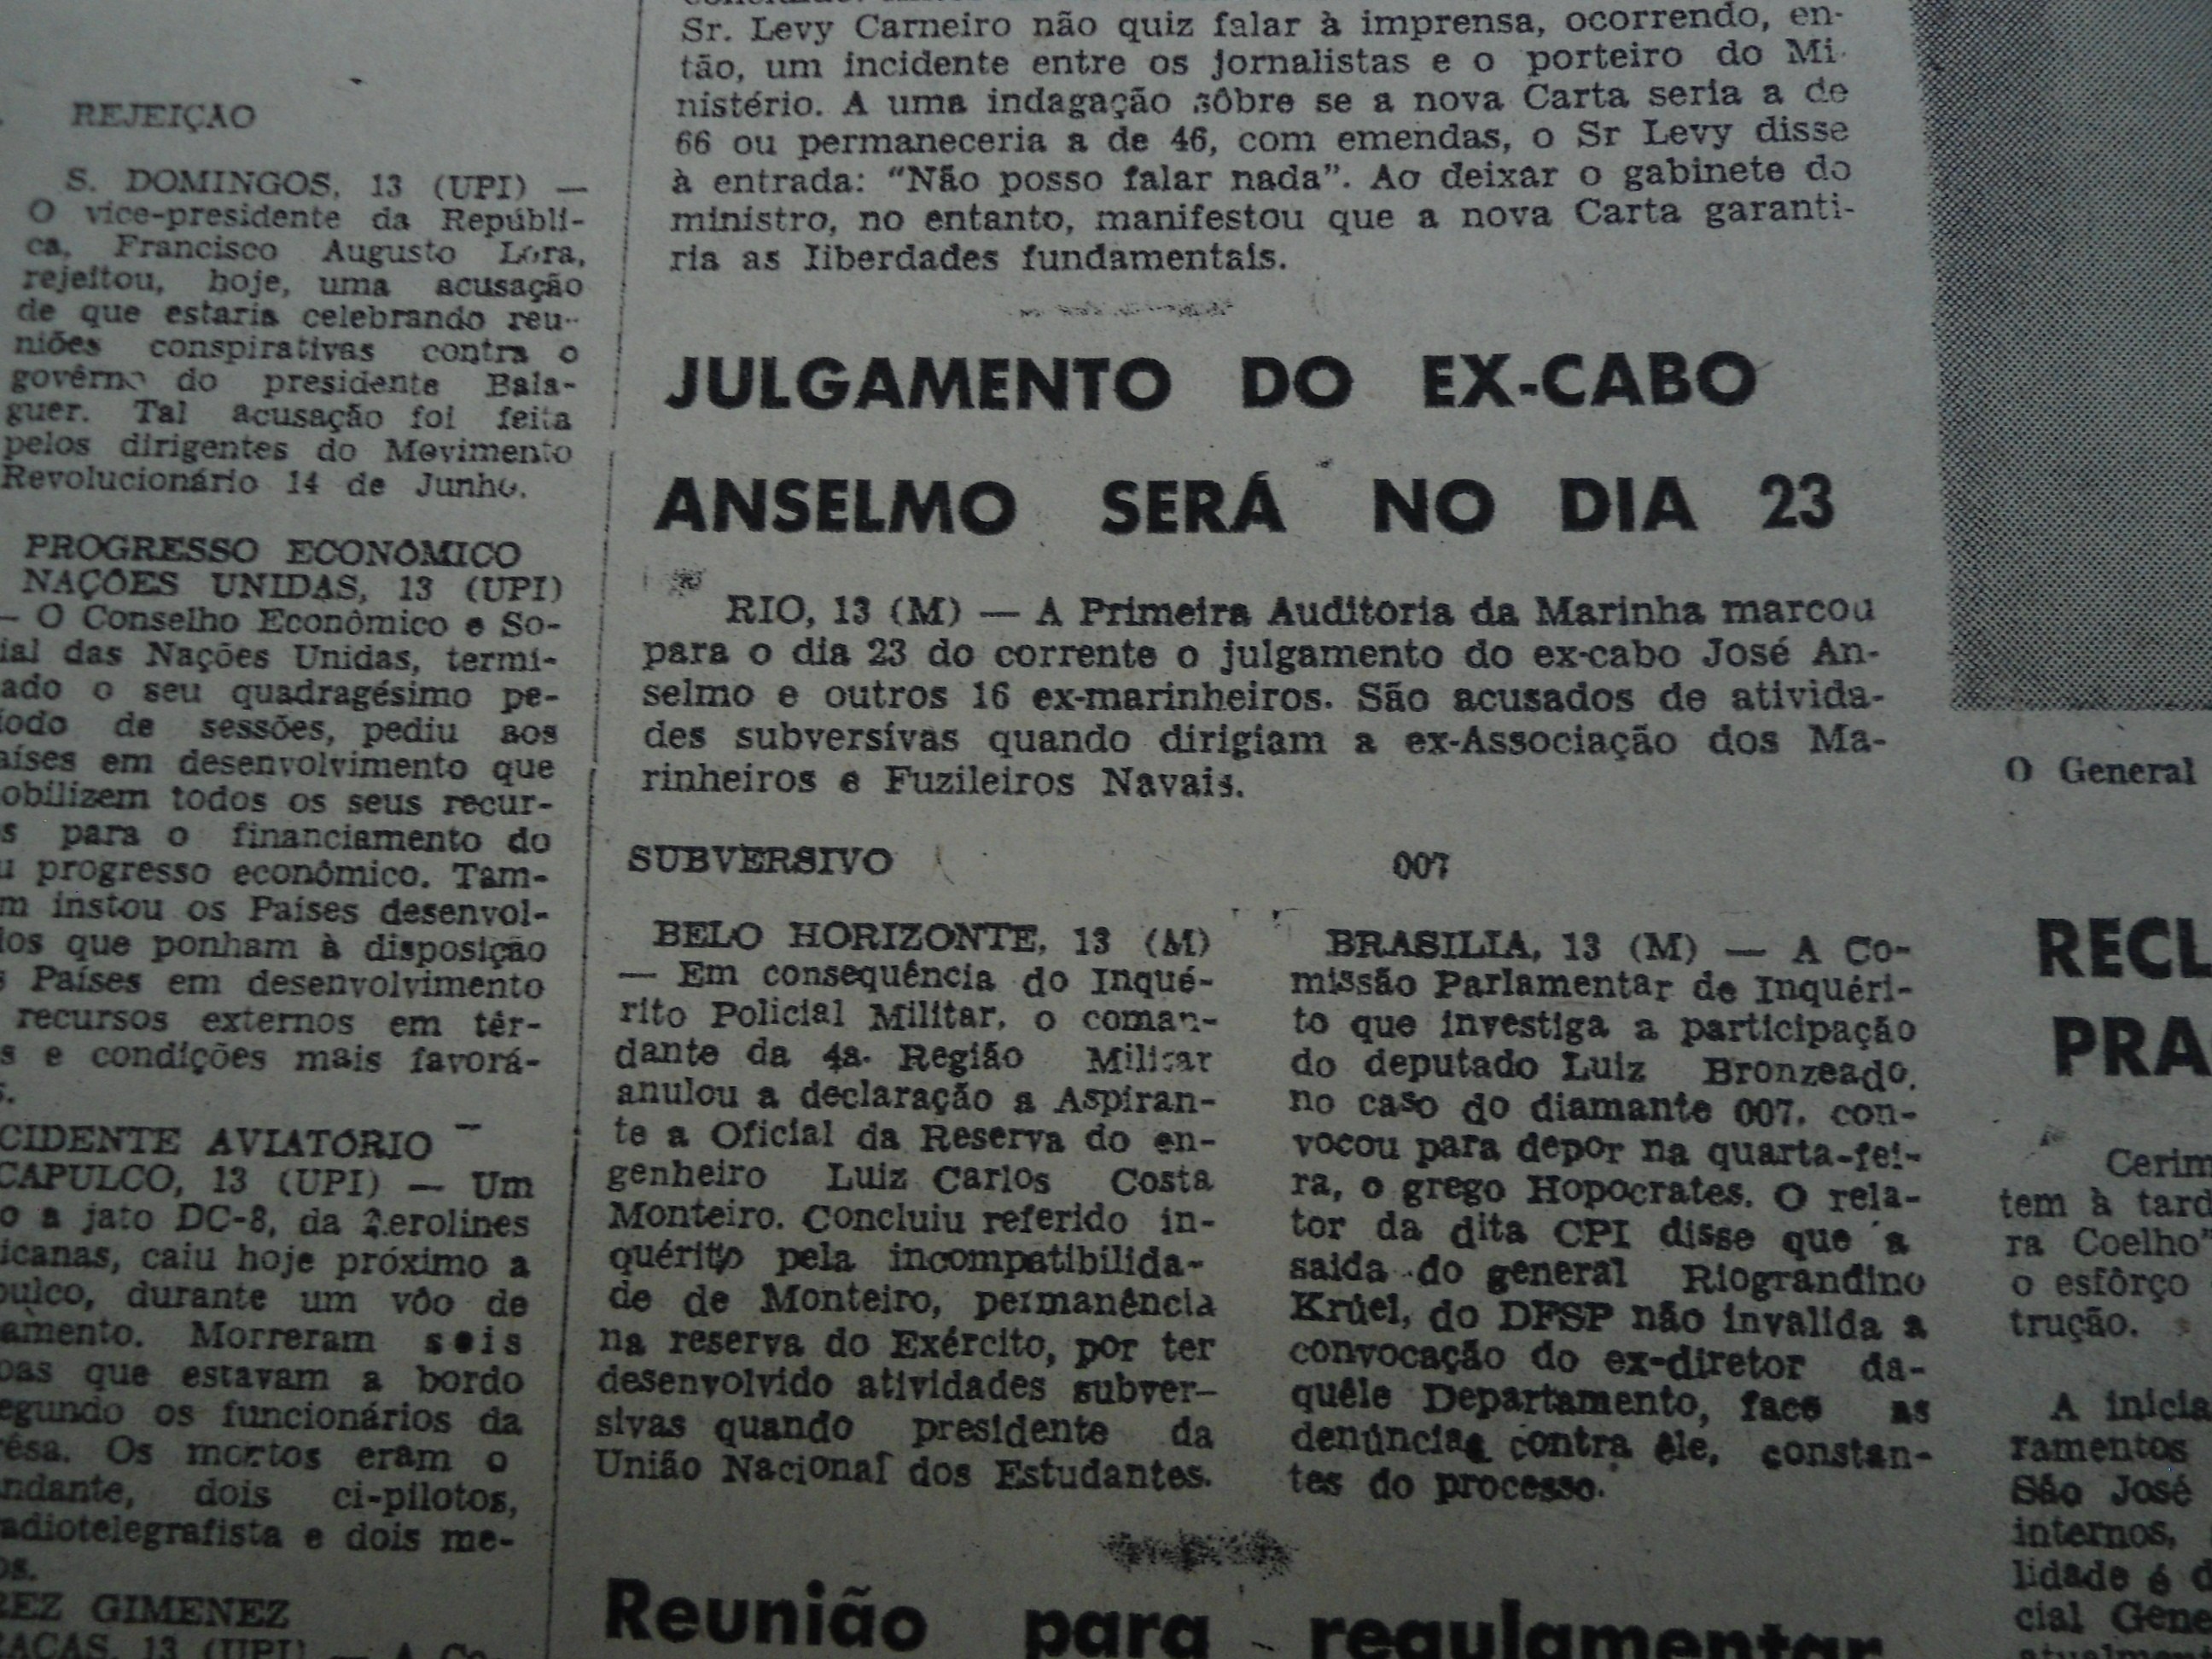 REJEIÇAO
S. DOMINGOS, 13 (UPI) —
O vice-presidente da Repúbli-
ca, Francisco Augusto Lora,
rejeitou, hoje, uma acusação
de que estaria celebrando reu-
niões conspirativas contra o
govêrno do presidente Bala-
guer. Tal acusação foi feita
pelos dirigentes do Movimento
Revolucionário 14 de Junho.
PROGRESSO ECONÔMICO
NAÇÕES UNIDAS, 13 (UPI)
— O Conselho Econômico e So-
ial das Nações Unidas, termi-
ado o seu quadragésimo pe-
íodo de sessões, pediu aos
aíses em desenvolvimento que
obilizem todos os seus recur-
s para o financiamento do
u progresso econômico. Tam-
m instou os Países desenvol-
dos que ponham à disposição
s Países em desenvolvimento
recursos externos em têr-
s e condições mais favorá-
s.
CIDENTE AVIATÓRIO
CAPULCO, 13 (UPI) — Um
o a jato DC-8, da Aerolines
icanas, caiu hoje próximo a
pulco, durante um vôo de
amento. Morreram seis
oas que estavam a bordo
egundo os funcionários da
rêsa. Os mortos eram o
ndante, dois ci-pilotos,
adiotelegrafista e dois me-
os.
REZ GIMENEZ
RACAS, 13 (UPI) — A Co-
Sr. Levy Carneiro não quiz falar à imprensa, ocorrendo, en-
tão, um incidente entre os jornalistas e o porteiro do Mi-
nistério. A uma indagação sôbre se a nova Carta seria a de
66 ou permaneceria a de 46, com emendas, o Sr Levy disse
à entrada: “Não posso falar nada”. Ao deixar o gabinete do
ministro, no entanto, manifestou que a nova Carta garanti-
ria as liberdades fundamentais.
JULGAMENTO DO EX-CABO
ANSELMO SERÁ NO DIA 23
RIO, 13 (M) — A Primeira Auditoria da Marinha marcou
para o dia 23 do corrente o julgamento do ex-cabo José An-
selmo e outros 16 ex-marinheiros. São acusados de ativida-
des subversivas quando dirigiam a ex-Associação dos Ma-
rinheiros e Fuzileiros Navais.
SUBVERSIVO
BELO HORIZONTE, 13 (M)
— Em consequência do Inqué-
rito Policial Militar, o coman-
dante da 4a. Região Militar
anulou a declaração a Aspiran-
te a Oficial da Reserva do en-
genheiro Luiz Carlos Costa
Monteiro. Concluiu referido in-
quérito pela incompatibilida-
de de Monteiro, permanência
na reserva do Exército, por ter
desenvolvido atividades subver-
sivas quando presidente da
União Nacional dos Estudantes.
007
BRASILIA, 13 (M) — A Co-
missão Parlamentar de Inquéri-
to que investiga a participação
do deputado Luiz Bronzeado,
no caso do diamante 007, con-
vocou para depor na quarta-fei-
ra, o grego Hopocrates. O rela-
tor da dita CPI disse que a
saida do general Riograndino
Krúel, do DFSP não invalida a
convocação do ex-diretor da-
quêle Departamento, face as
denúncias contra êle, constan-
tes do processo.
Reunião para regulamentar
O General
RECL
PRA
Cerim
tem à tard
ra Coelho"
o esfôrço
trução.
A inicia
ramentos
São José
internos,
lidade é d
cial Gene